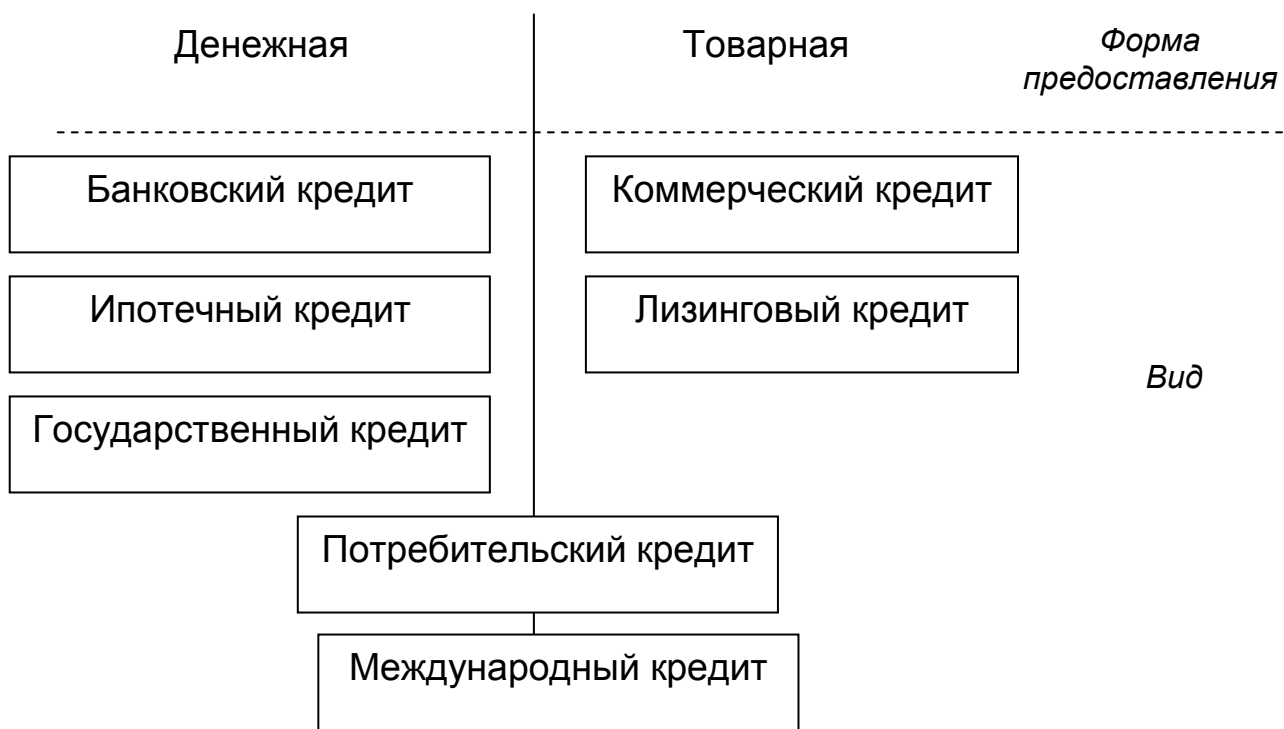 Денежная
Товарная
Форма
предоставления
Банковский кредит
Коммерческий кредит
Ипотечный кредит
Лизинговый кредит
Вид
Государственный кредит
Потребительский кредит
Международный кредит